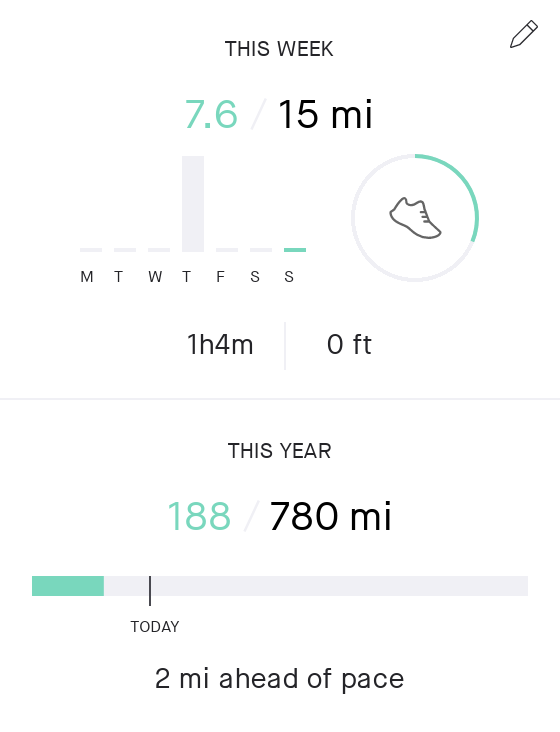 THIS WEEK
7.6 / 15 mi
M T W T F S S
1h4m 0 ft
THIS YEAR
188 / 780 mi
TODAY
2 mi ahead of pace